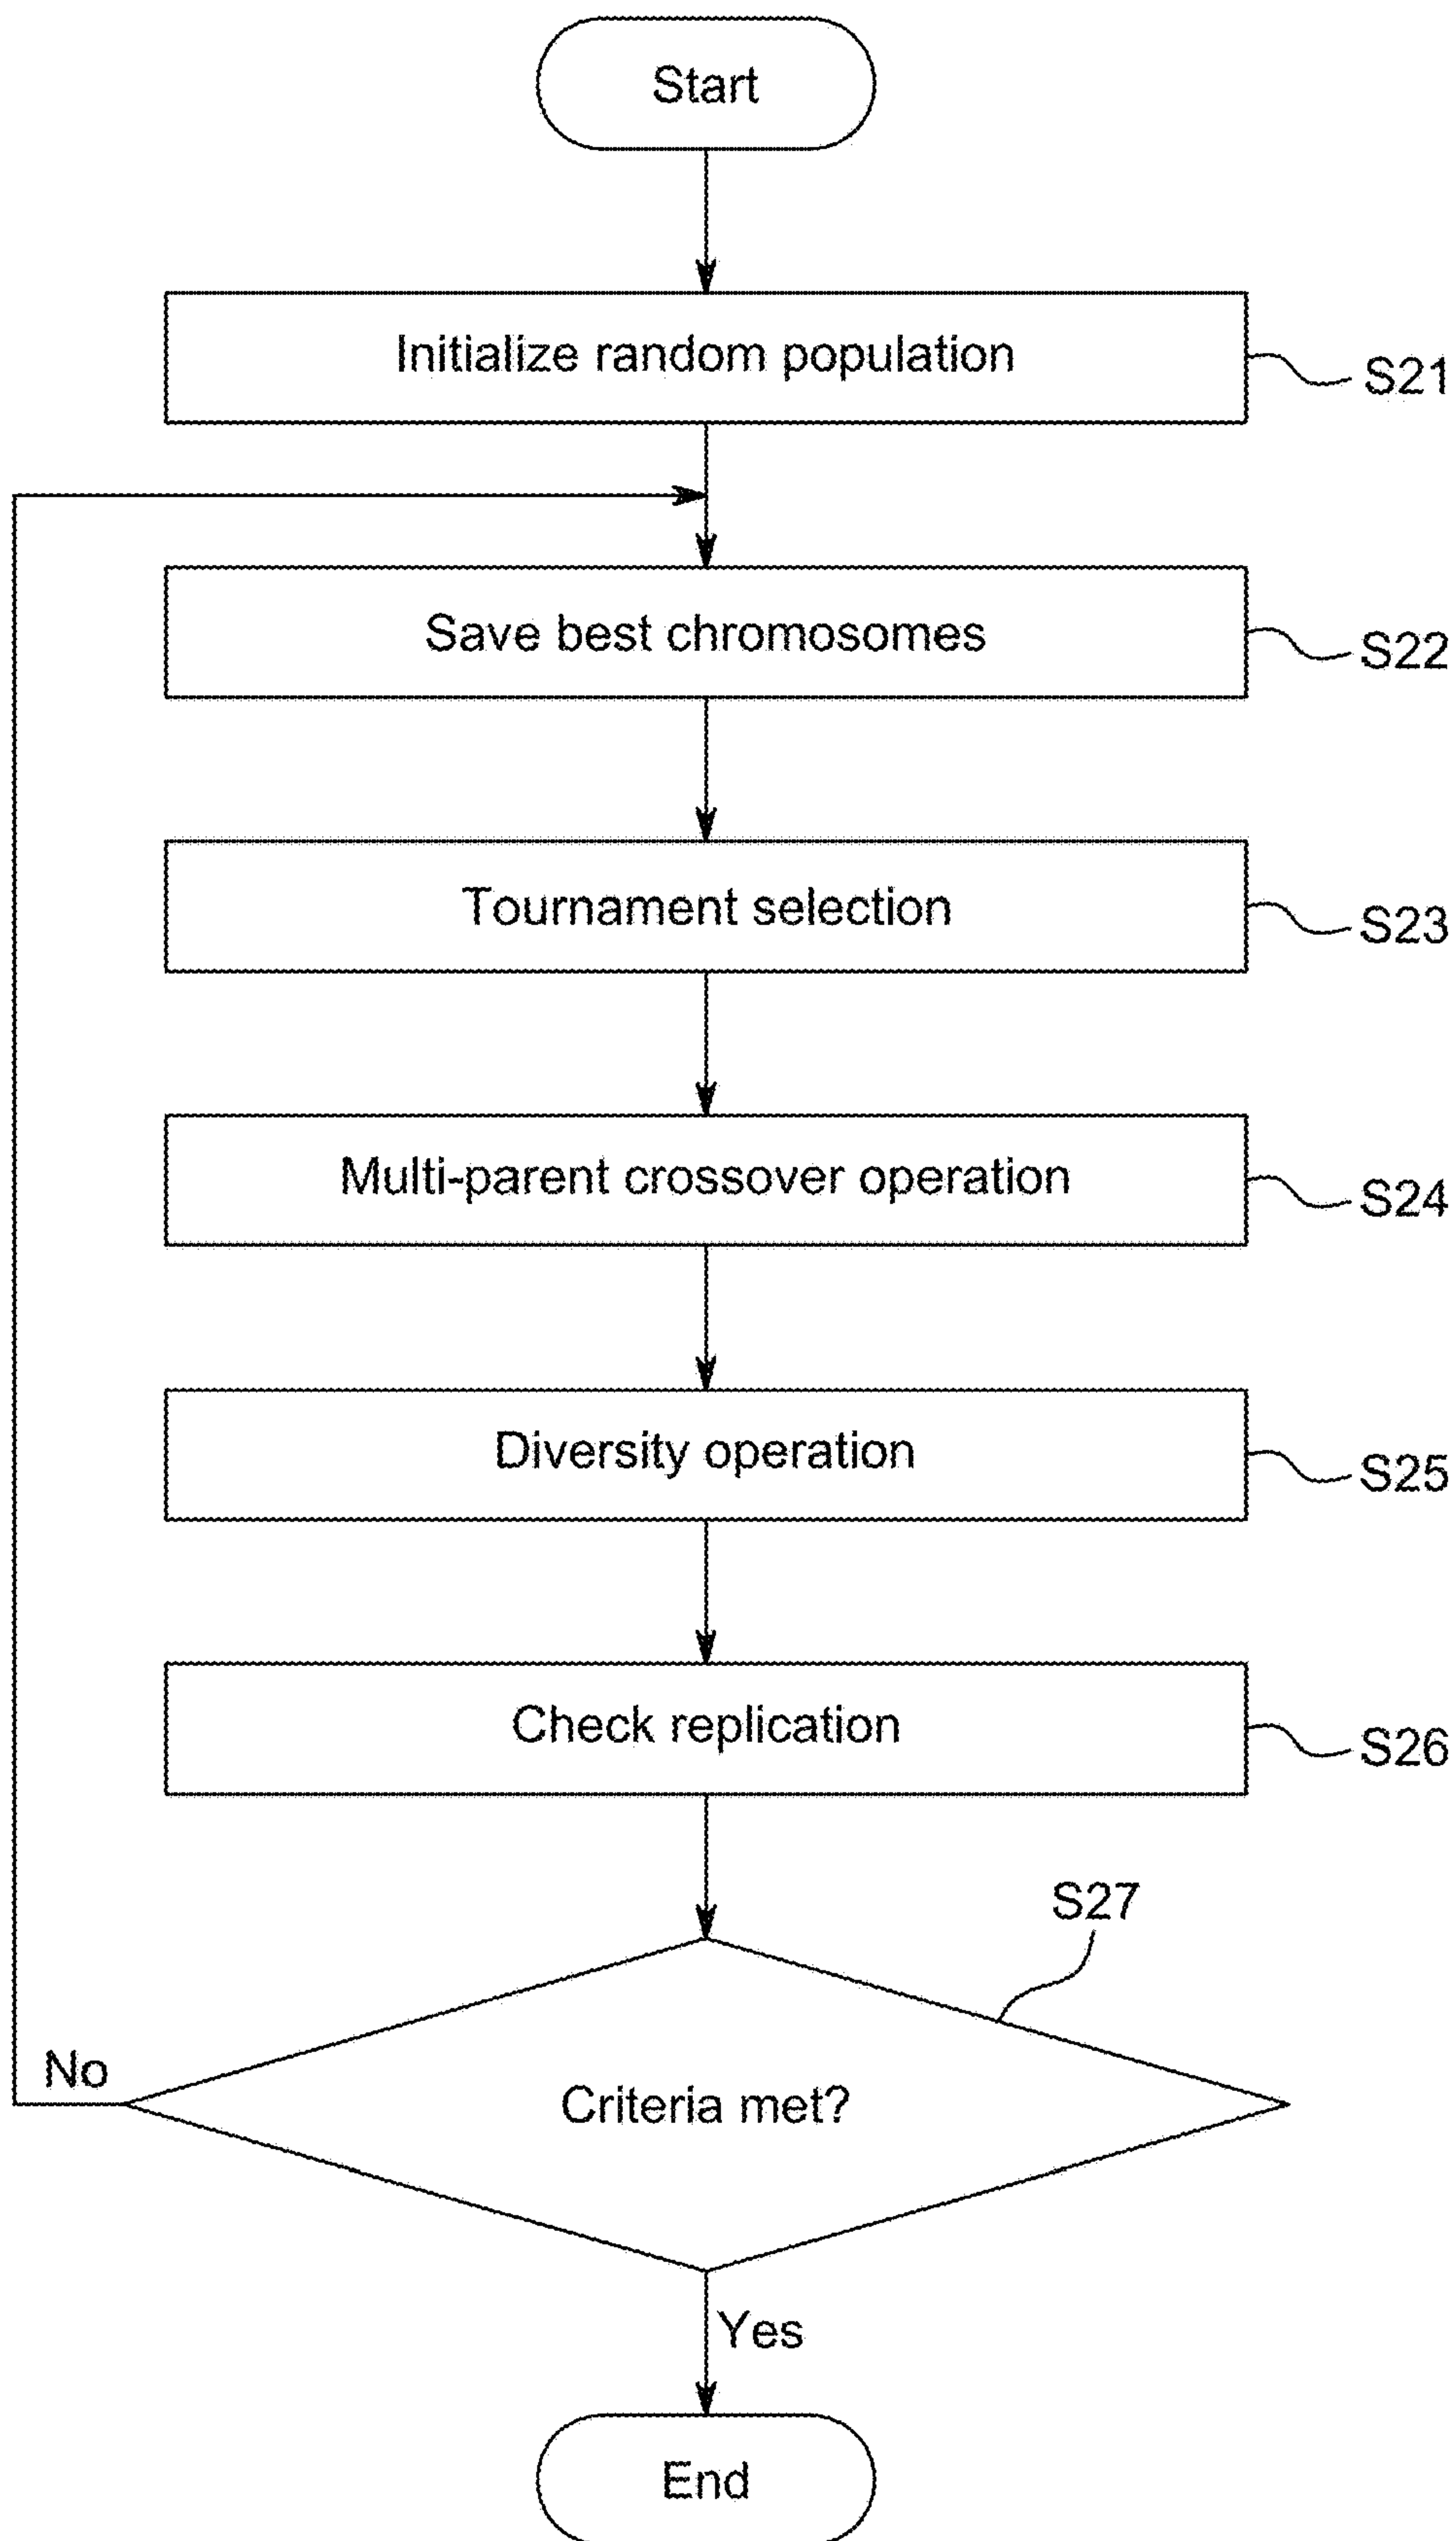 Start
Initialize random population
S21
Save best chromosomes
S22
Tournament selection
S23
Multi-parent crossover operation
S24
Diversity operation
S25
Check replication
S26
S27
No
Criteria met?
Yes
End